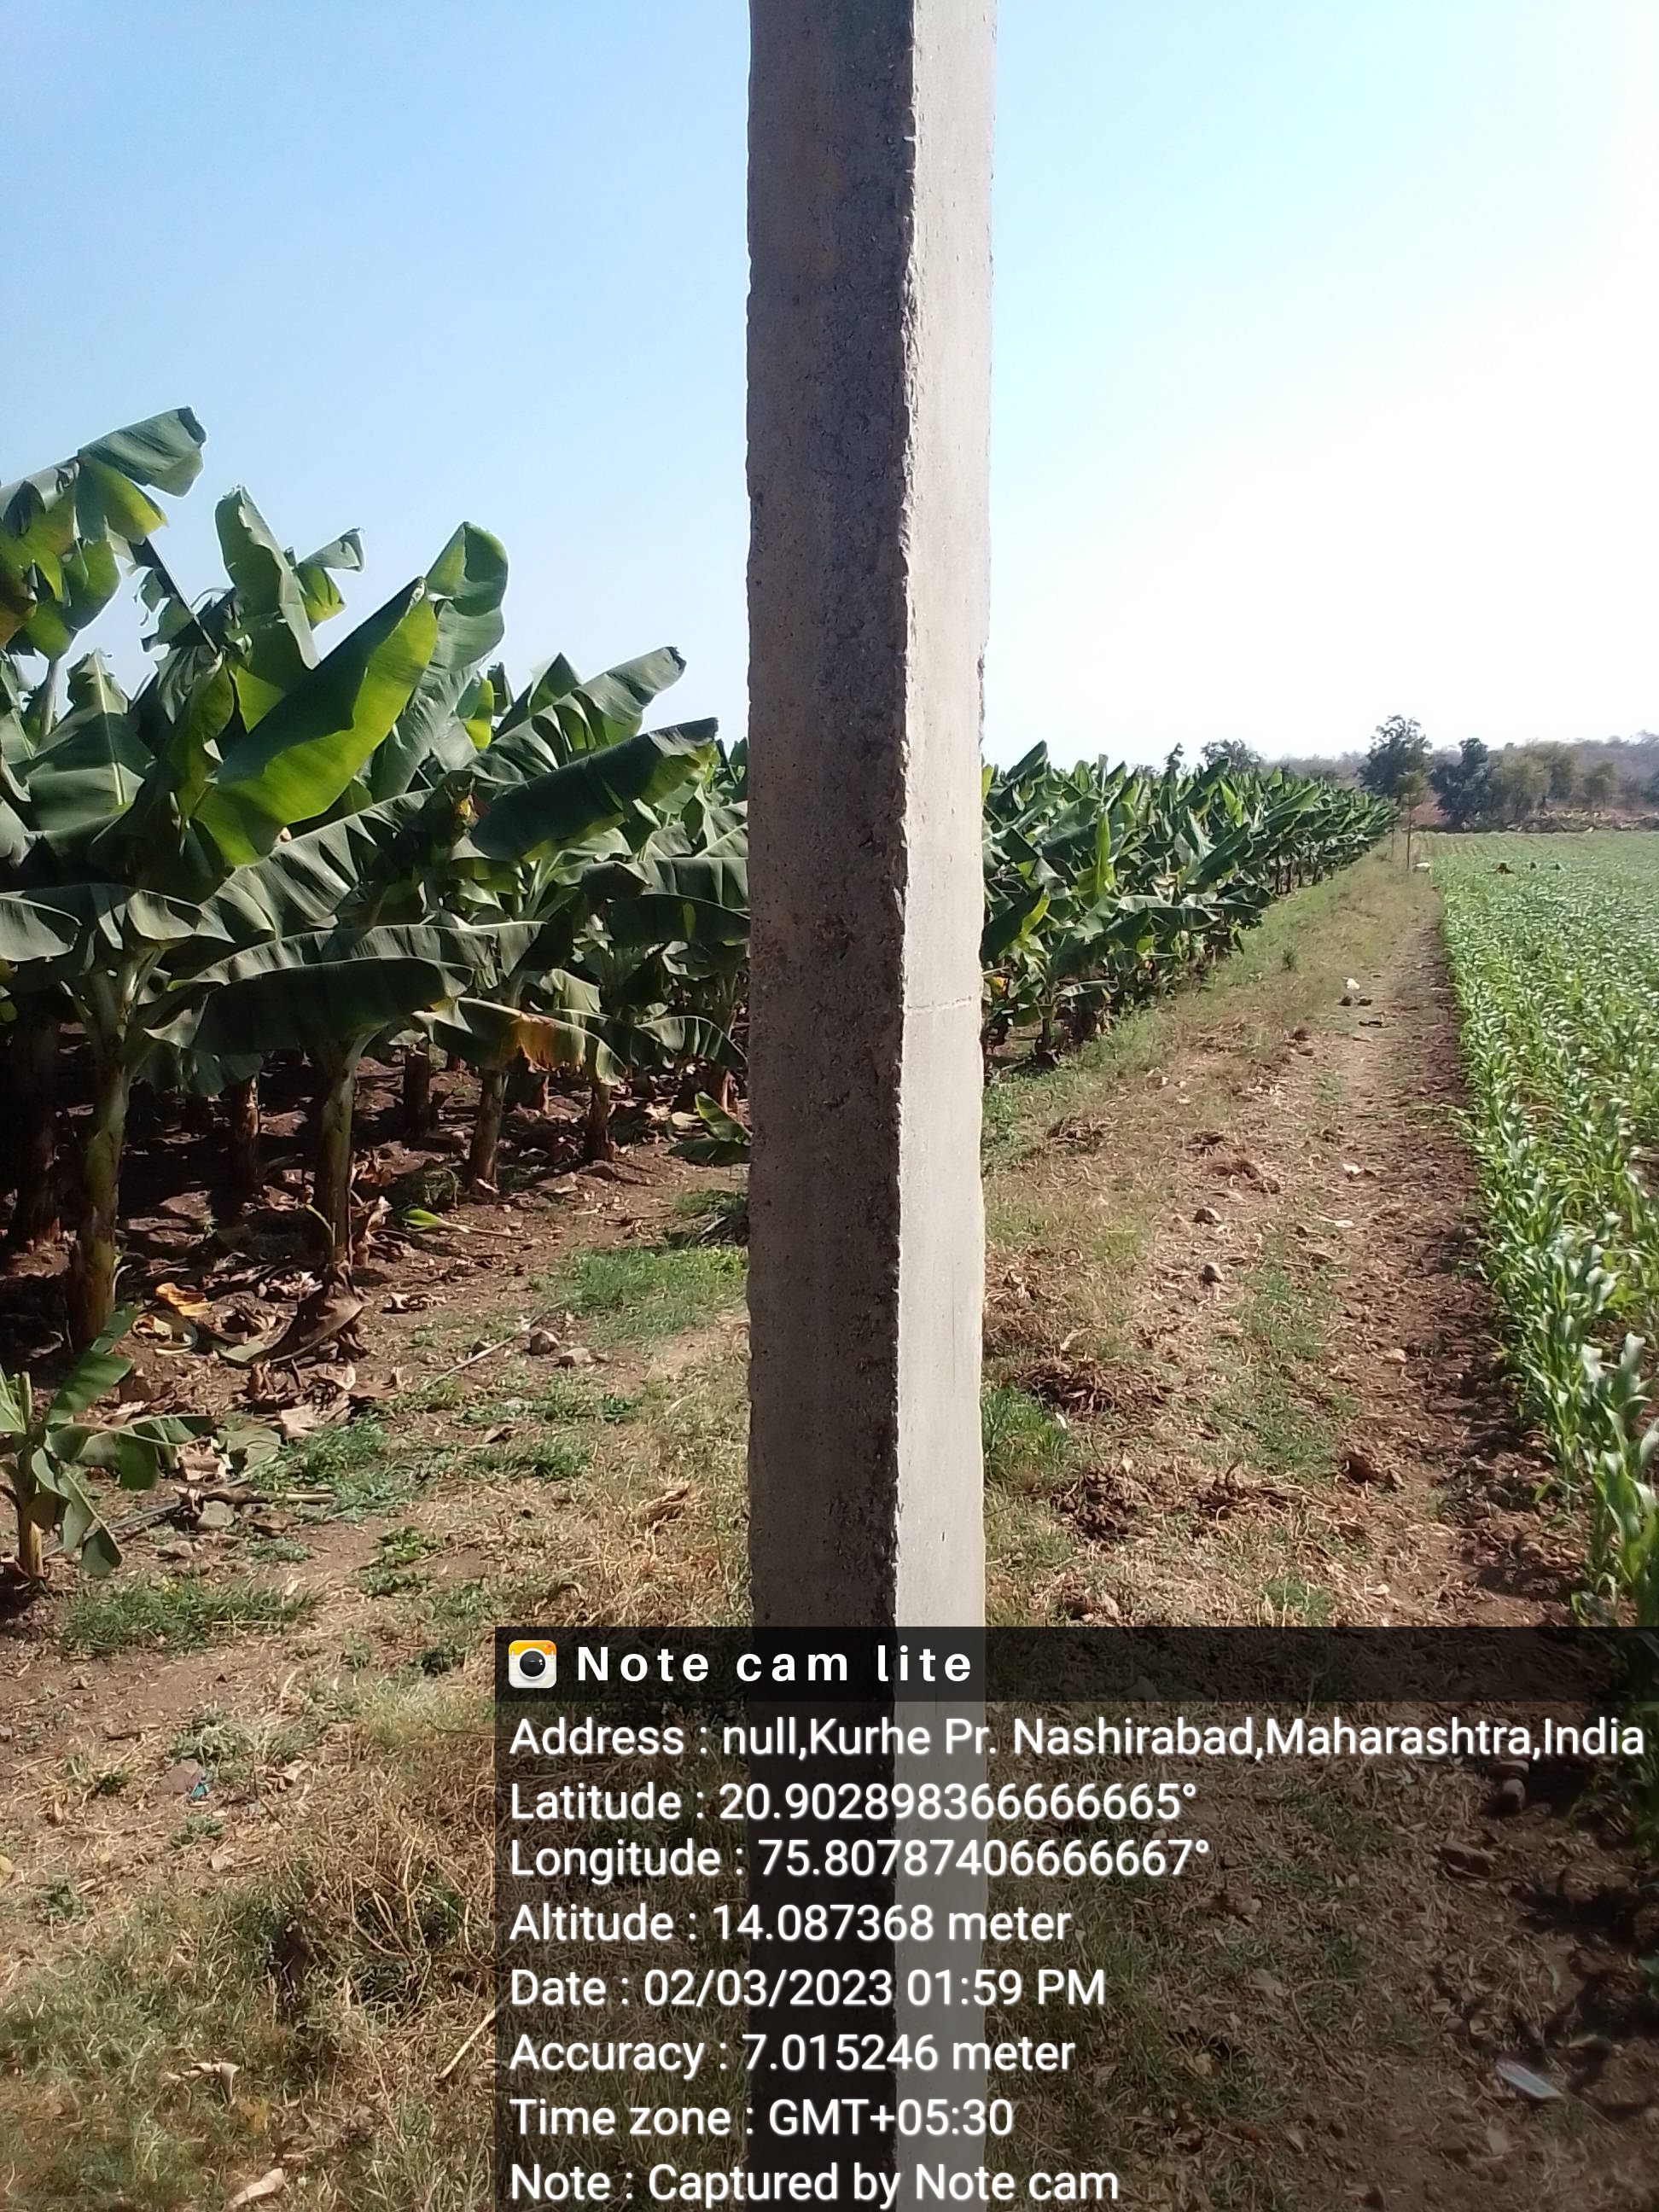 Note cam lite
Address : null,Kurhe Pr. Nashirabad,Maharashtra,India
Latitude : 20.902898366666665°
Longitude : 75.80787406666667°
Altitude : 14.087368 meter
Date : 02/03/2023 01:59 PM
Accuracy : 7.015246 meter
Time zone : GMT+05:30
Note : Captured by Note cam